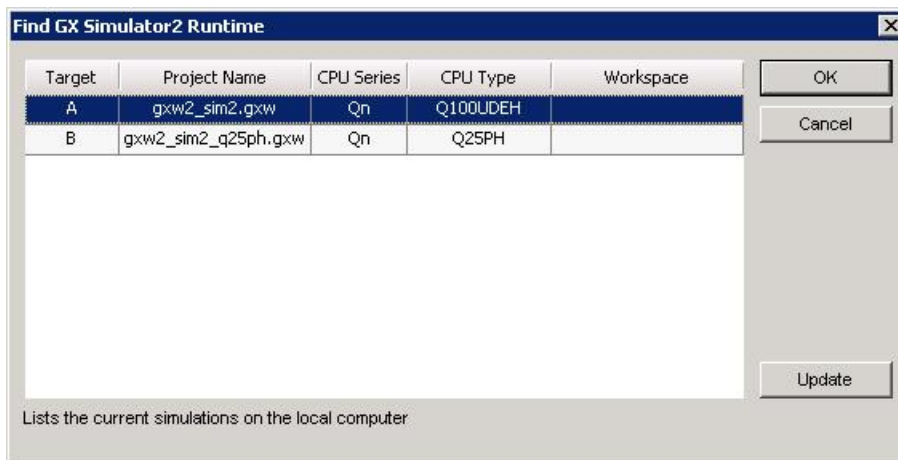 Find GX Simulator2 Runtime
Target Project Name CPU Series CPU Type Workspace
A gxw2_sim2.gxw Qn Q100UDEH
B gxw2_sim2_q25ph.gxw Qn Q25PH
OK
Cancel
Update
Lists the current simulations on the local computer